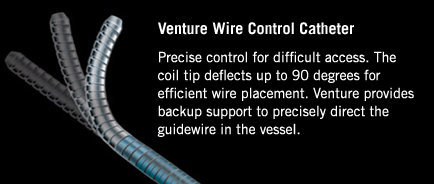 Venture Wire Control Catheter
Precise control for difficult access. The
coil tip deflects up to 90 degrees for
efficient wire placement. Venture provides
backup support to precisely direct the
guidewire in the vessel.